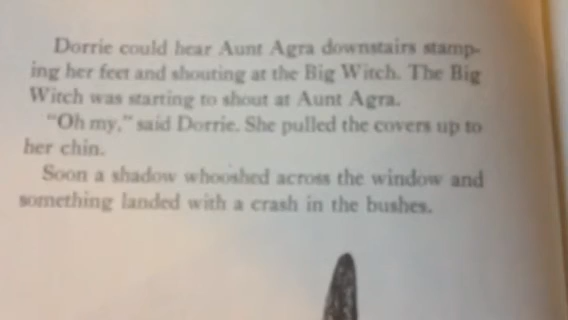 Dorrie could hear Aunt Agra downstairs stamp-
ing her feet and shouting at the Big Witch. The Big
Witch was starting to shout at Aunt Agra.
"Oh my," said Dorrie. She pulled the covers up to
her chin.
Soon a shadow whooshed across the window and
something landed with a crash in the bushes.